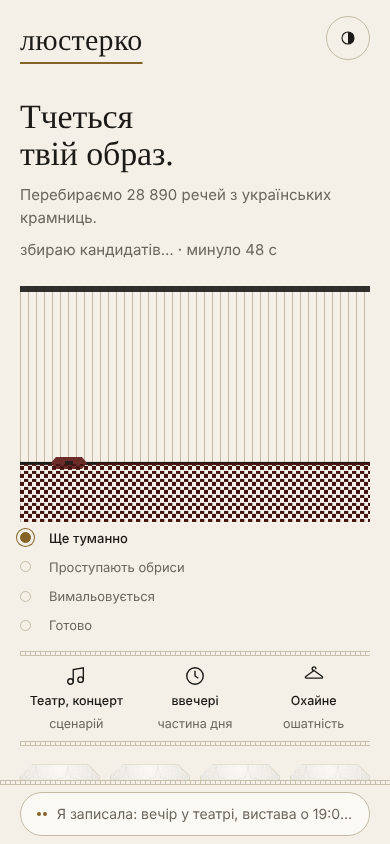 люстерко
Тчеться
твій образ.
Перебираємо 28 890 речей з українських
крамниць.
збираю кандидатів... · минуло 48 с
Ще туманно
Проступають обриси
Вимальовується
Готово
Театр, концерт
сценарій
ввечері
частина дня
Охайне
ошатність
Я записала: вечір у театрі, вистава о 19:0...